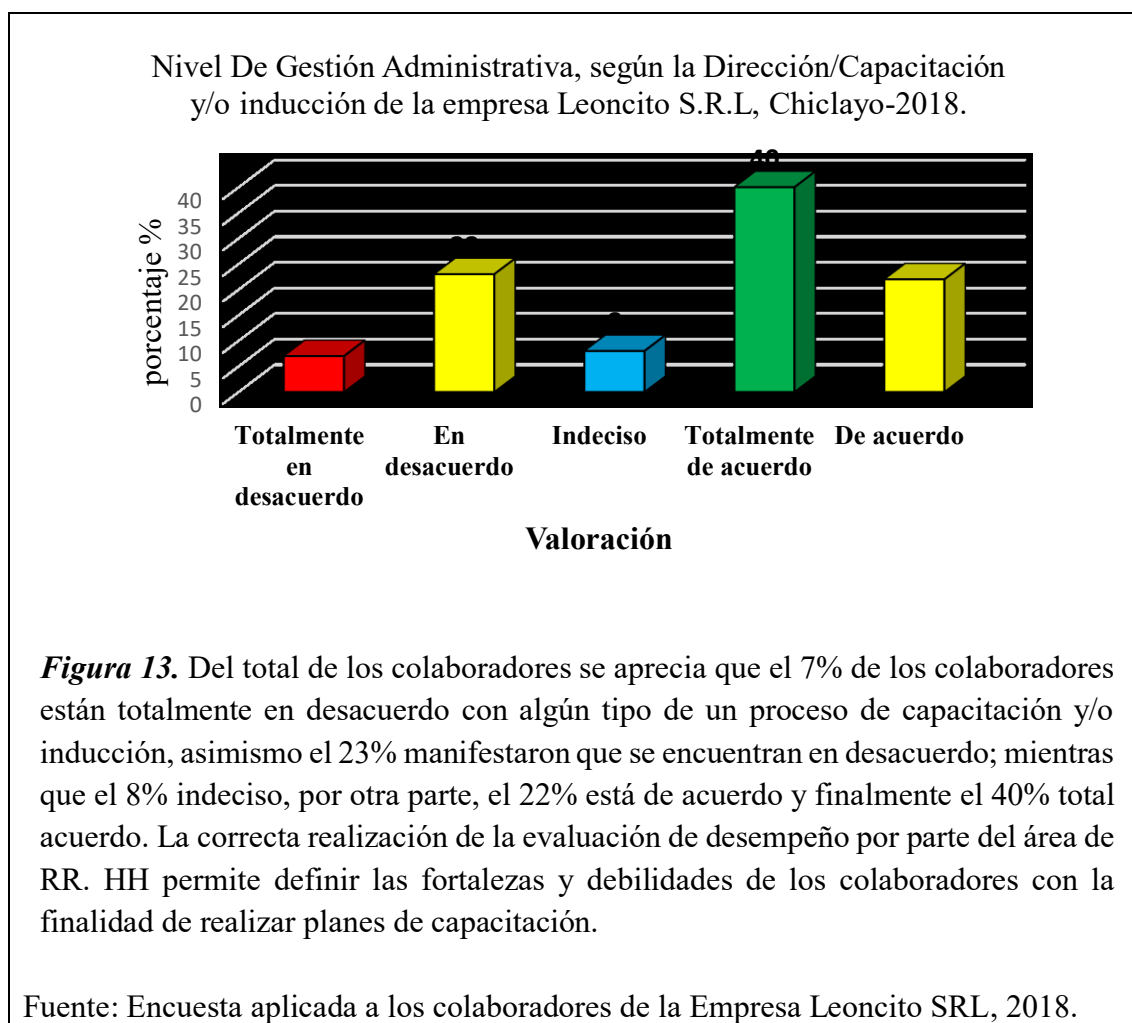 Nivel De Gestión Administrativa, según la Dirección/Capacitación
y/o inducción de la empresa Leoncito S.R.L, Chiclayo-2018.
40
40
35
30
25
20
15
10
5
0
porcentaje %
Totalmente
en
desacuerdo
En
desacuerdo
Indeciso
Totalmente
de acuerdo
De acuerdo
Valoración
Figura 13. Del total de los colaboradores se aprecia que el 7% de los colaboradores
están totalmente en desacuerdo con algún tipo de un proceso de capacitación y/o
inducción, asimismo el 23% manifestaron que se encuentran en desacuerdo; mientras
que el 8% indeciso, por otra parte, el 22% está de acuerdo y finalmente el 40% total
acuerdo. La correcta realización de la evaluación de desempeño por parte del área de
RR. HH permite definir las fortalezas y debilidades de los colaboradores con la
finalidad de realizar planes de capacitación.
Fuente: Encuesta aplicada a los colaboradores de la Empresa Leoncito SRL, 2018.